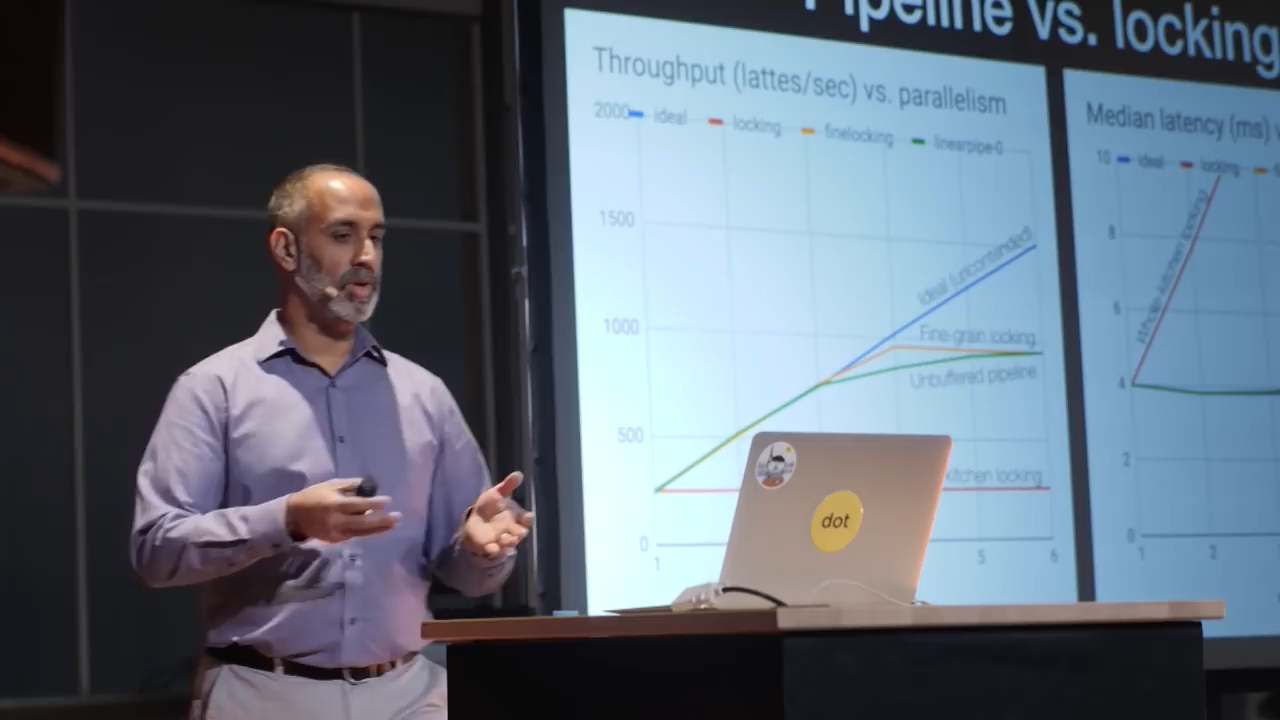 Pipeline vs. locking
Throughput (lattes/sec) vs. parallelism
2000
ideal
locking
finelocking
linearpipe-0
1500
1000
500
0
1
5
6
Ideal (uncontended)
Fine-grain locking
Unbuffered pipeline
kitchen locking
Median latency (ms)
10
ideal
locking
8
6
4
2
0
1
2
Whole-kitchen locking
dot